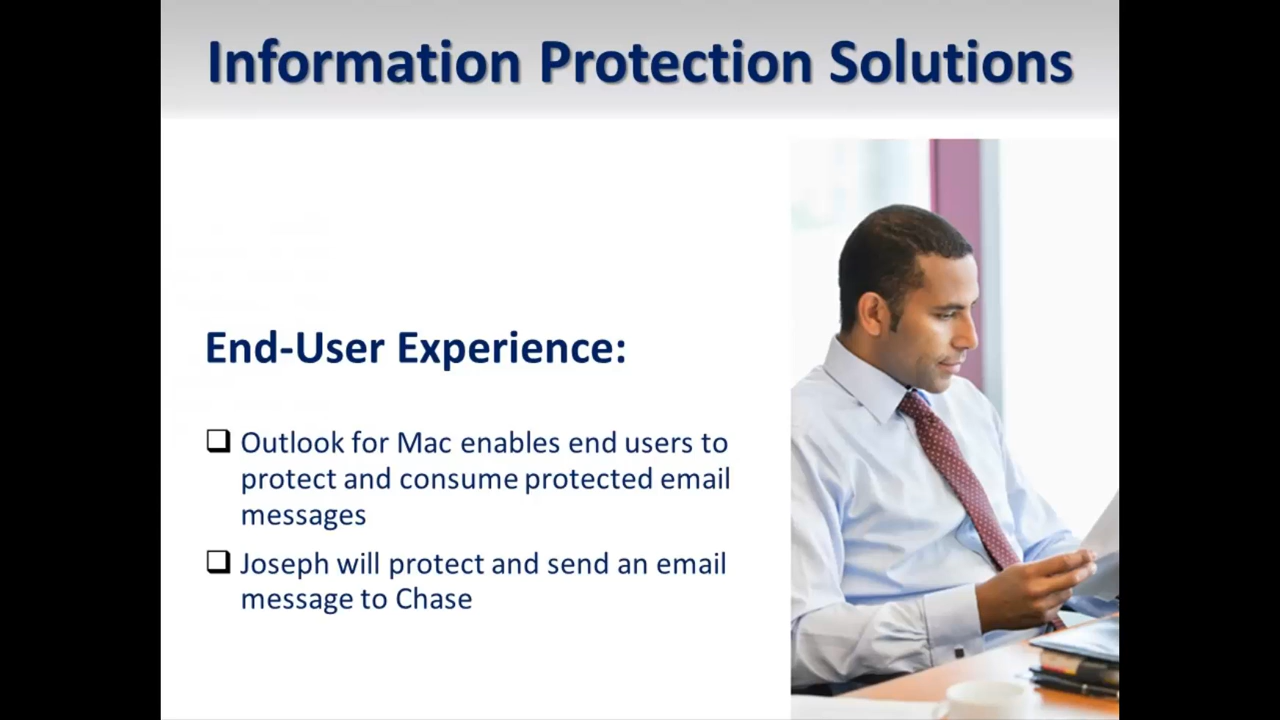 Information Protection Solutions
End-User Experience:
Outlook for Mac enables end users to
protect and consume protected email
messages
Joseph will protect and send an email
message to Chase